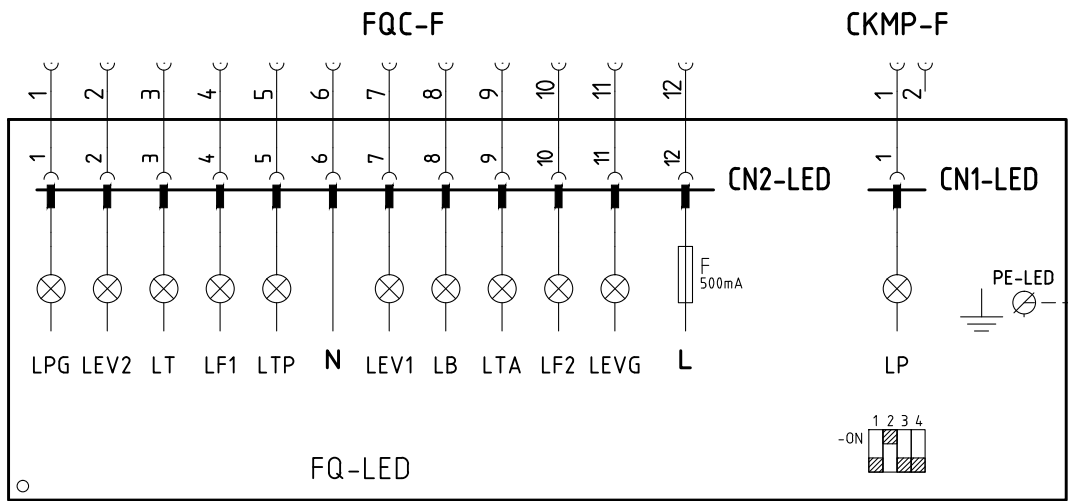 FQC-F CKMP-F
1 2 3 4 5 6 7 8 9 10 11 12 1 2
1 2 3 4 5 6 7 8 9 10 11 12 CN2-LED 1 CN1-LED
F
500mA
PE-LED
LPG LEV2 LT LF1 LTP N LEV1 LB LTA LF2 LEVG L LP
1 2 3 4
-ON
FQ-LED